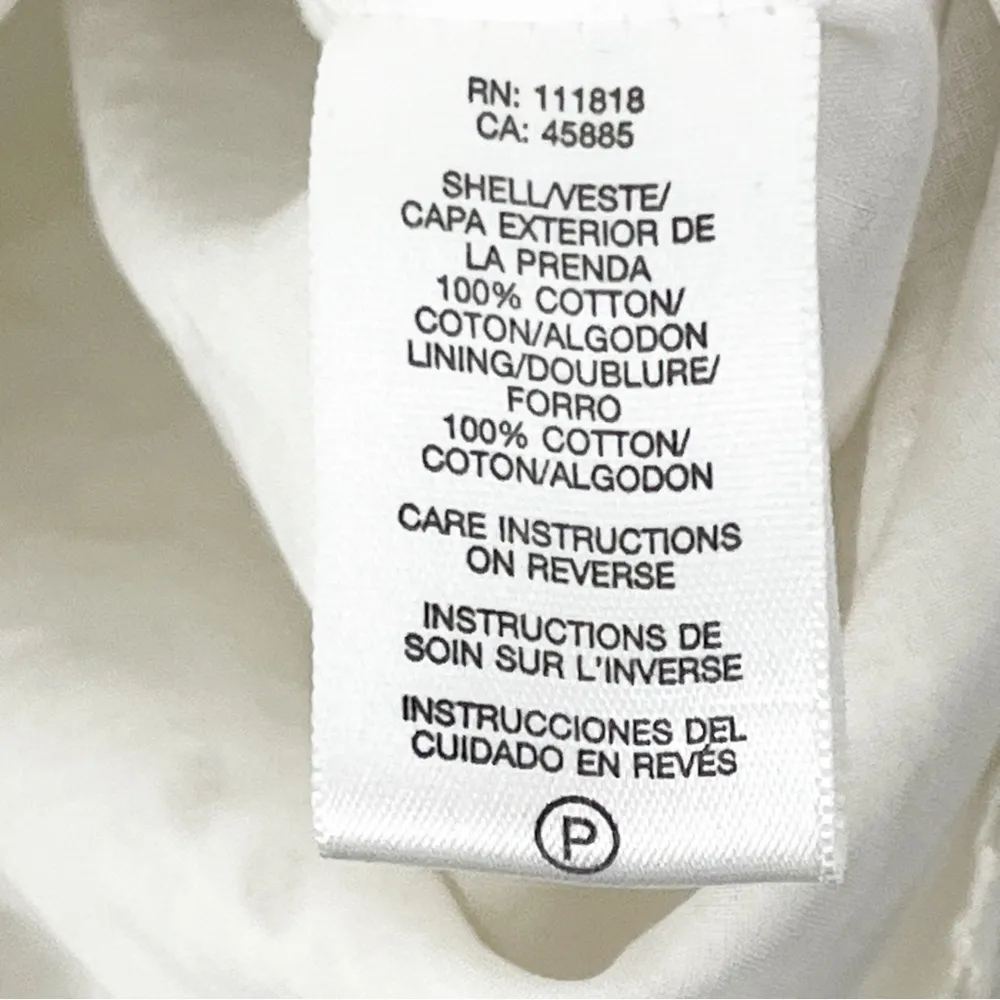 RN: 111818
CA: 45885
SHELL/VESTE/
CAPA EXTERIOR DE
LA PRENDA
100% COTTON/
COTON/ALGODON
LINING/DOUBLURE/
FORRO
100% COTTON/
COTON/ALGODON
CARE INSTRUCTIONS
ON REVERSE
INSTRUCTIONS DE
SOIN SUR L'INVERSE
INSTRUCCIONES DEL
CUIDADO EN REVÉS
P